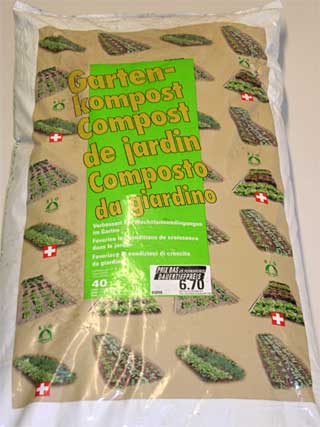 Garten-
kompost
Compost
de jardin
Composto
da giardino
Verbessert die Wachstumsbedingungen
im Garten
Favorise les conditions de croissance
dans le jardin
Favorisce le condizioni di crescita
da giardino
40
PRIX BAS
DAUERTIEFPREIS
6.70